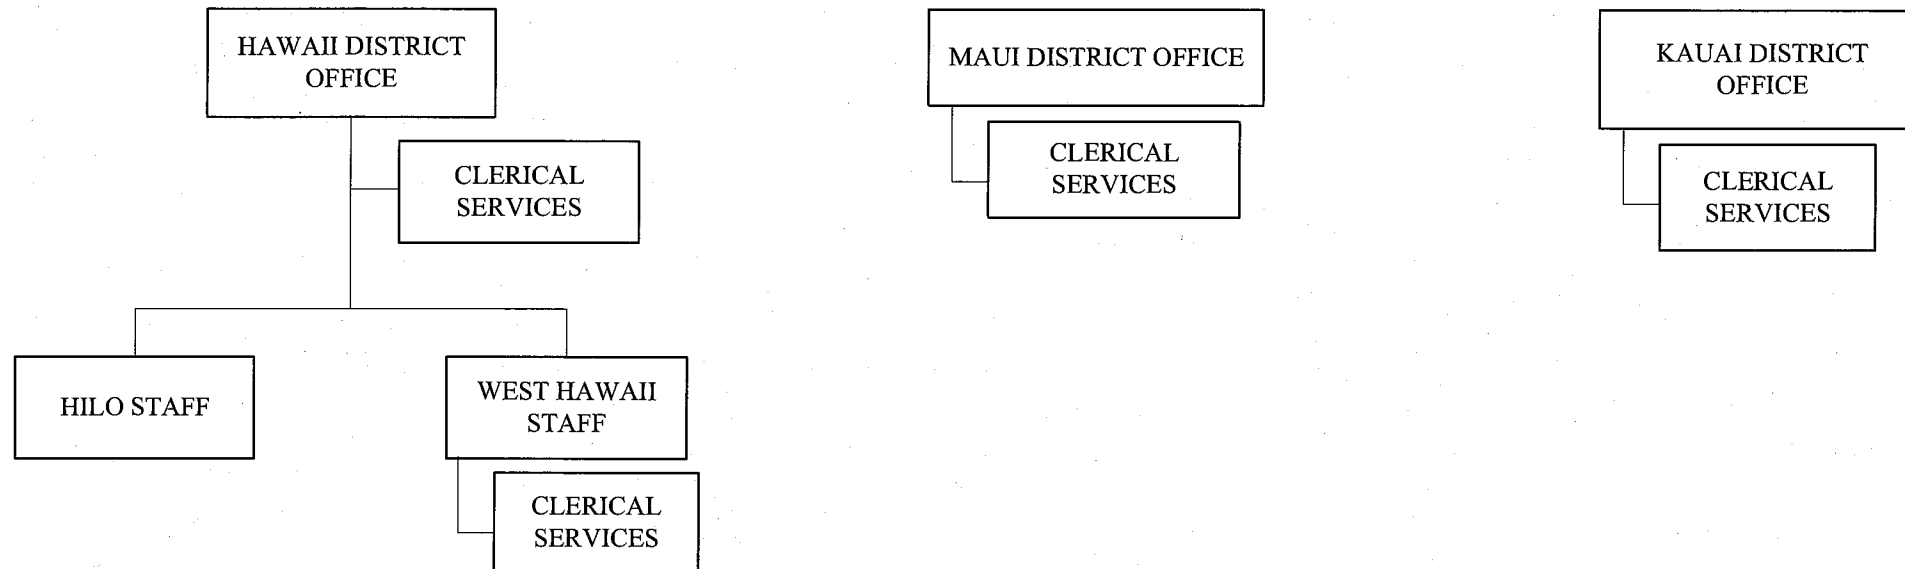 HAWAII DISTRICT
OFFICE
CLERICAL
SERVICES
HILO STAFF
WEST HAWAII
STAFF
CLERICAL
SERVICES
MAUI DISTRICT OFFICE
CLERICAL
SERVICES
KAUAI DISTRICT
OFFICE
CLERICAL
SERVICES